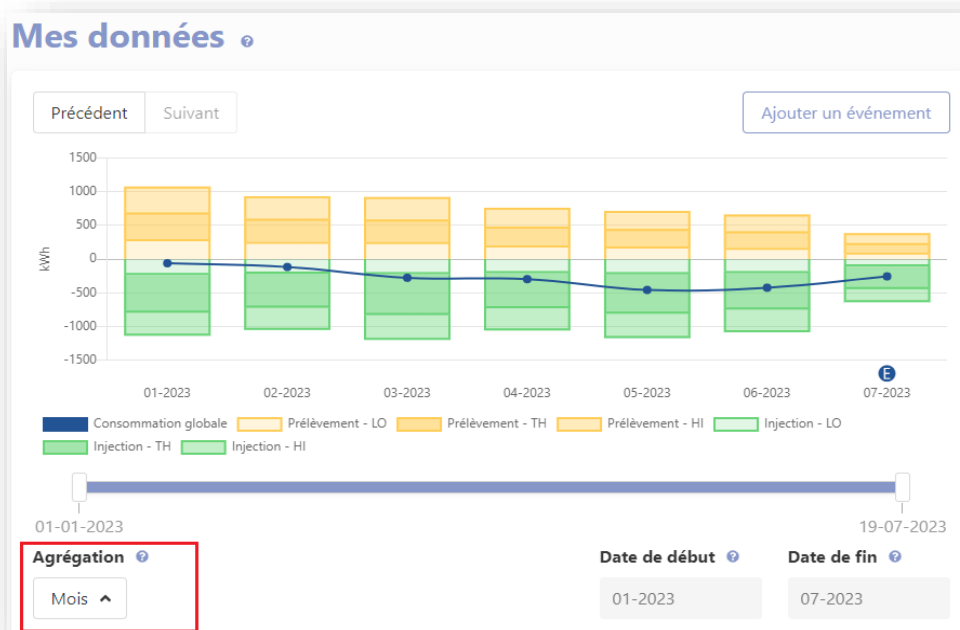 Mes données ?
Précédent Suivant Ajouter un événement
1500
1000
500
0
-500
-1000
-1500
kWh
E
01-2023 02-2023 03-2023 04-2023 05-2023 06-2023 07-2023
Consommation globale Prélèvement - LO Prélèvement - TH Prélèvement - HI Injection - LO
Injection - TH Injection - HI
01-01-2023 19-07-2023
Agrégation ? Date de début ? Date de fin ?
Mois 01-2023 07-2023